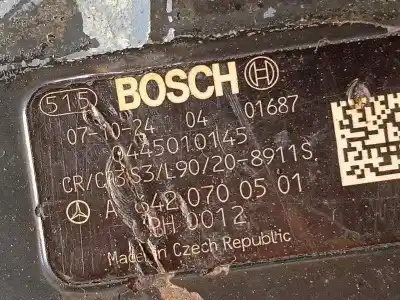 515 BOSCH
07-10-24 04 01687
0445010145
CR/CP3S3/L90/20-8911S
A 642 070 05 01
PH 0012
Made in Czech Republic